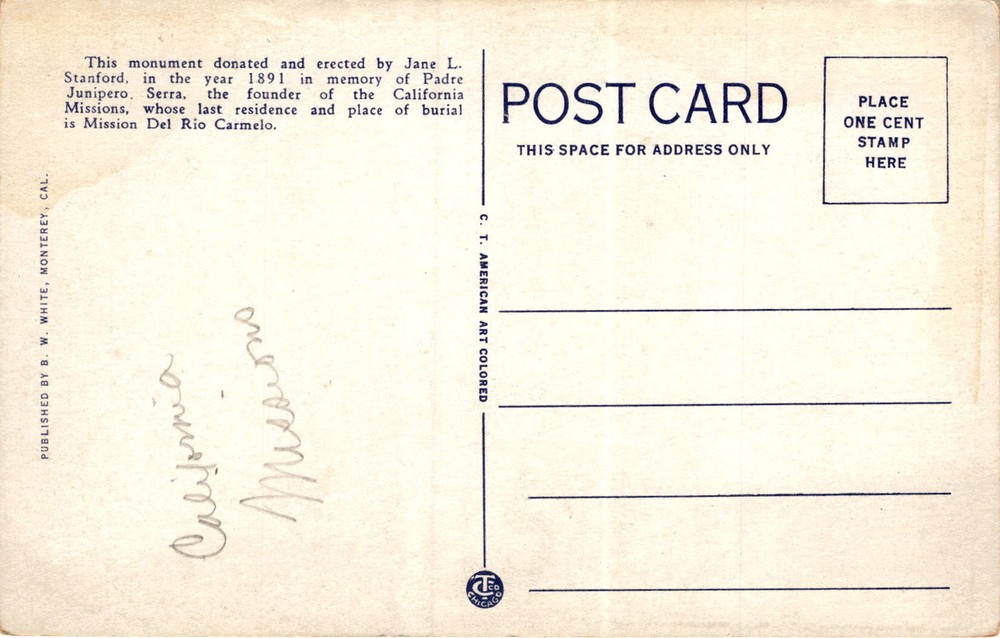 This monument donated and erected by Jane L.
Stanford, in the year 1891 in memory of Padre
Junipero. Serra, the founder of the California
Missions, whose last residence and place of burial
is Mission Del Rio Carmelo.
PUBLISHED BY B. W. WHITE, MONTEREY, CAL.
California
Missions
C. T. AMERICAN ART COLORED
POST CARD
THIS SPACE FOR ADDRESS ONLY
PLACE
ONE CENT
STAMP
HERE
CT CO
CHICAGO